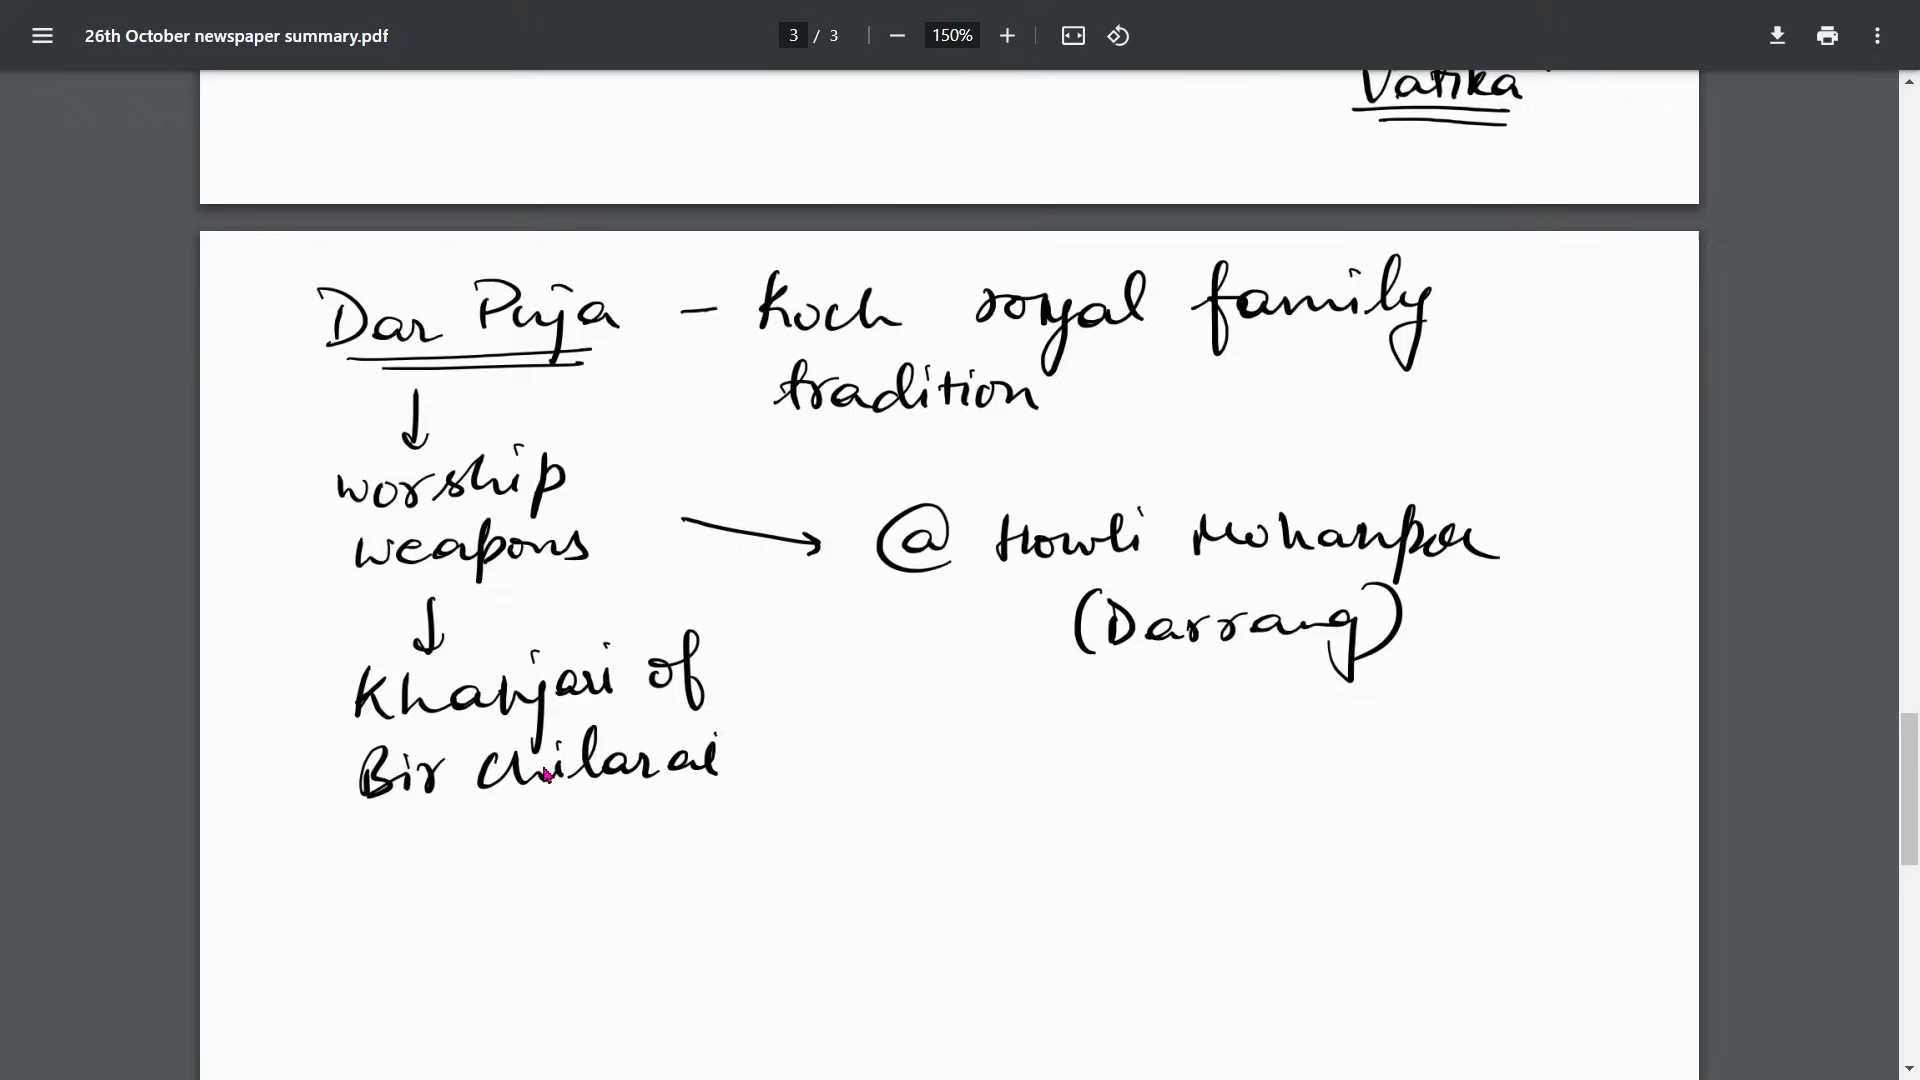 26th October newspaper summary.pdf
3 / 3
150%
Vatika
Dar Puja – Koch royal family
tradition
worship
weapons
@ Howli Mohanpur
(Darrang)
Khanjari of
Bir Chilarai